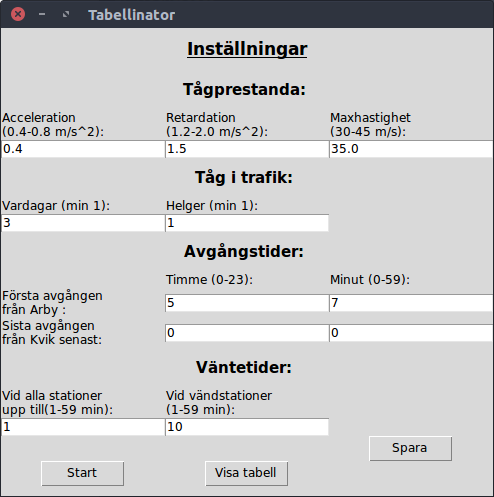 Tabellinator
Inställningar
Tågprestanda:
Acceleration
(0.4-0.8 m/s^2):
Retardation
(1.2-2.0 m/s^2):
Maxhastighet
(30-45 m/s):
0.4
1.5
35.0
Tåg i trafik:
Vardagar (min 1):
Helger (min 1):
3
1
Avgångstider:
Timme (0-23):
Minut (0-59):
Första avgången
från Arby :
5
7
Sista avgången
från Kvik senast:
0
0
Väntetider:
Vid alla stationer
upp till(1-59 min):
Vid vändstationer
(1-59 min):
1
10
Spara
Start
Visa tabell